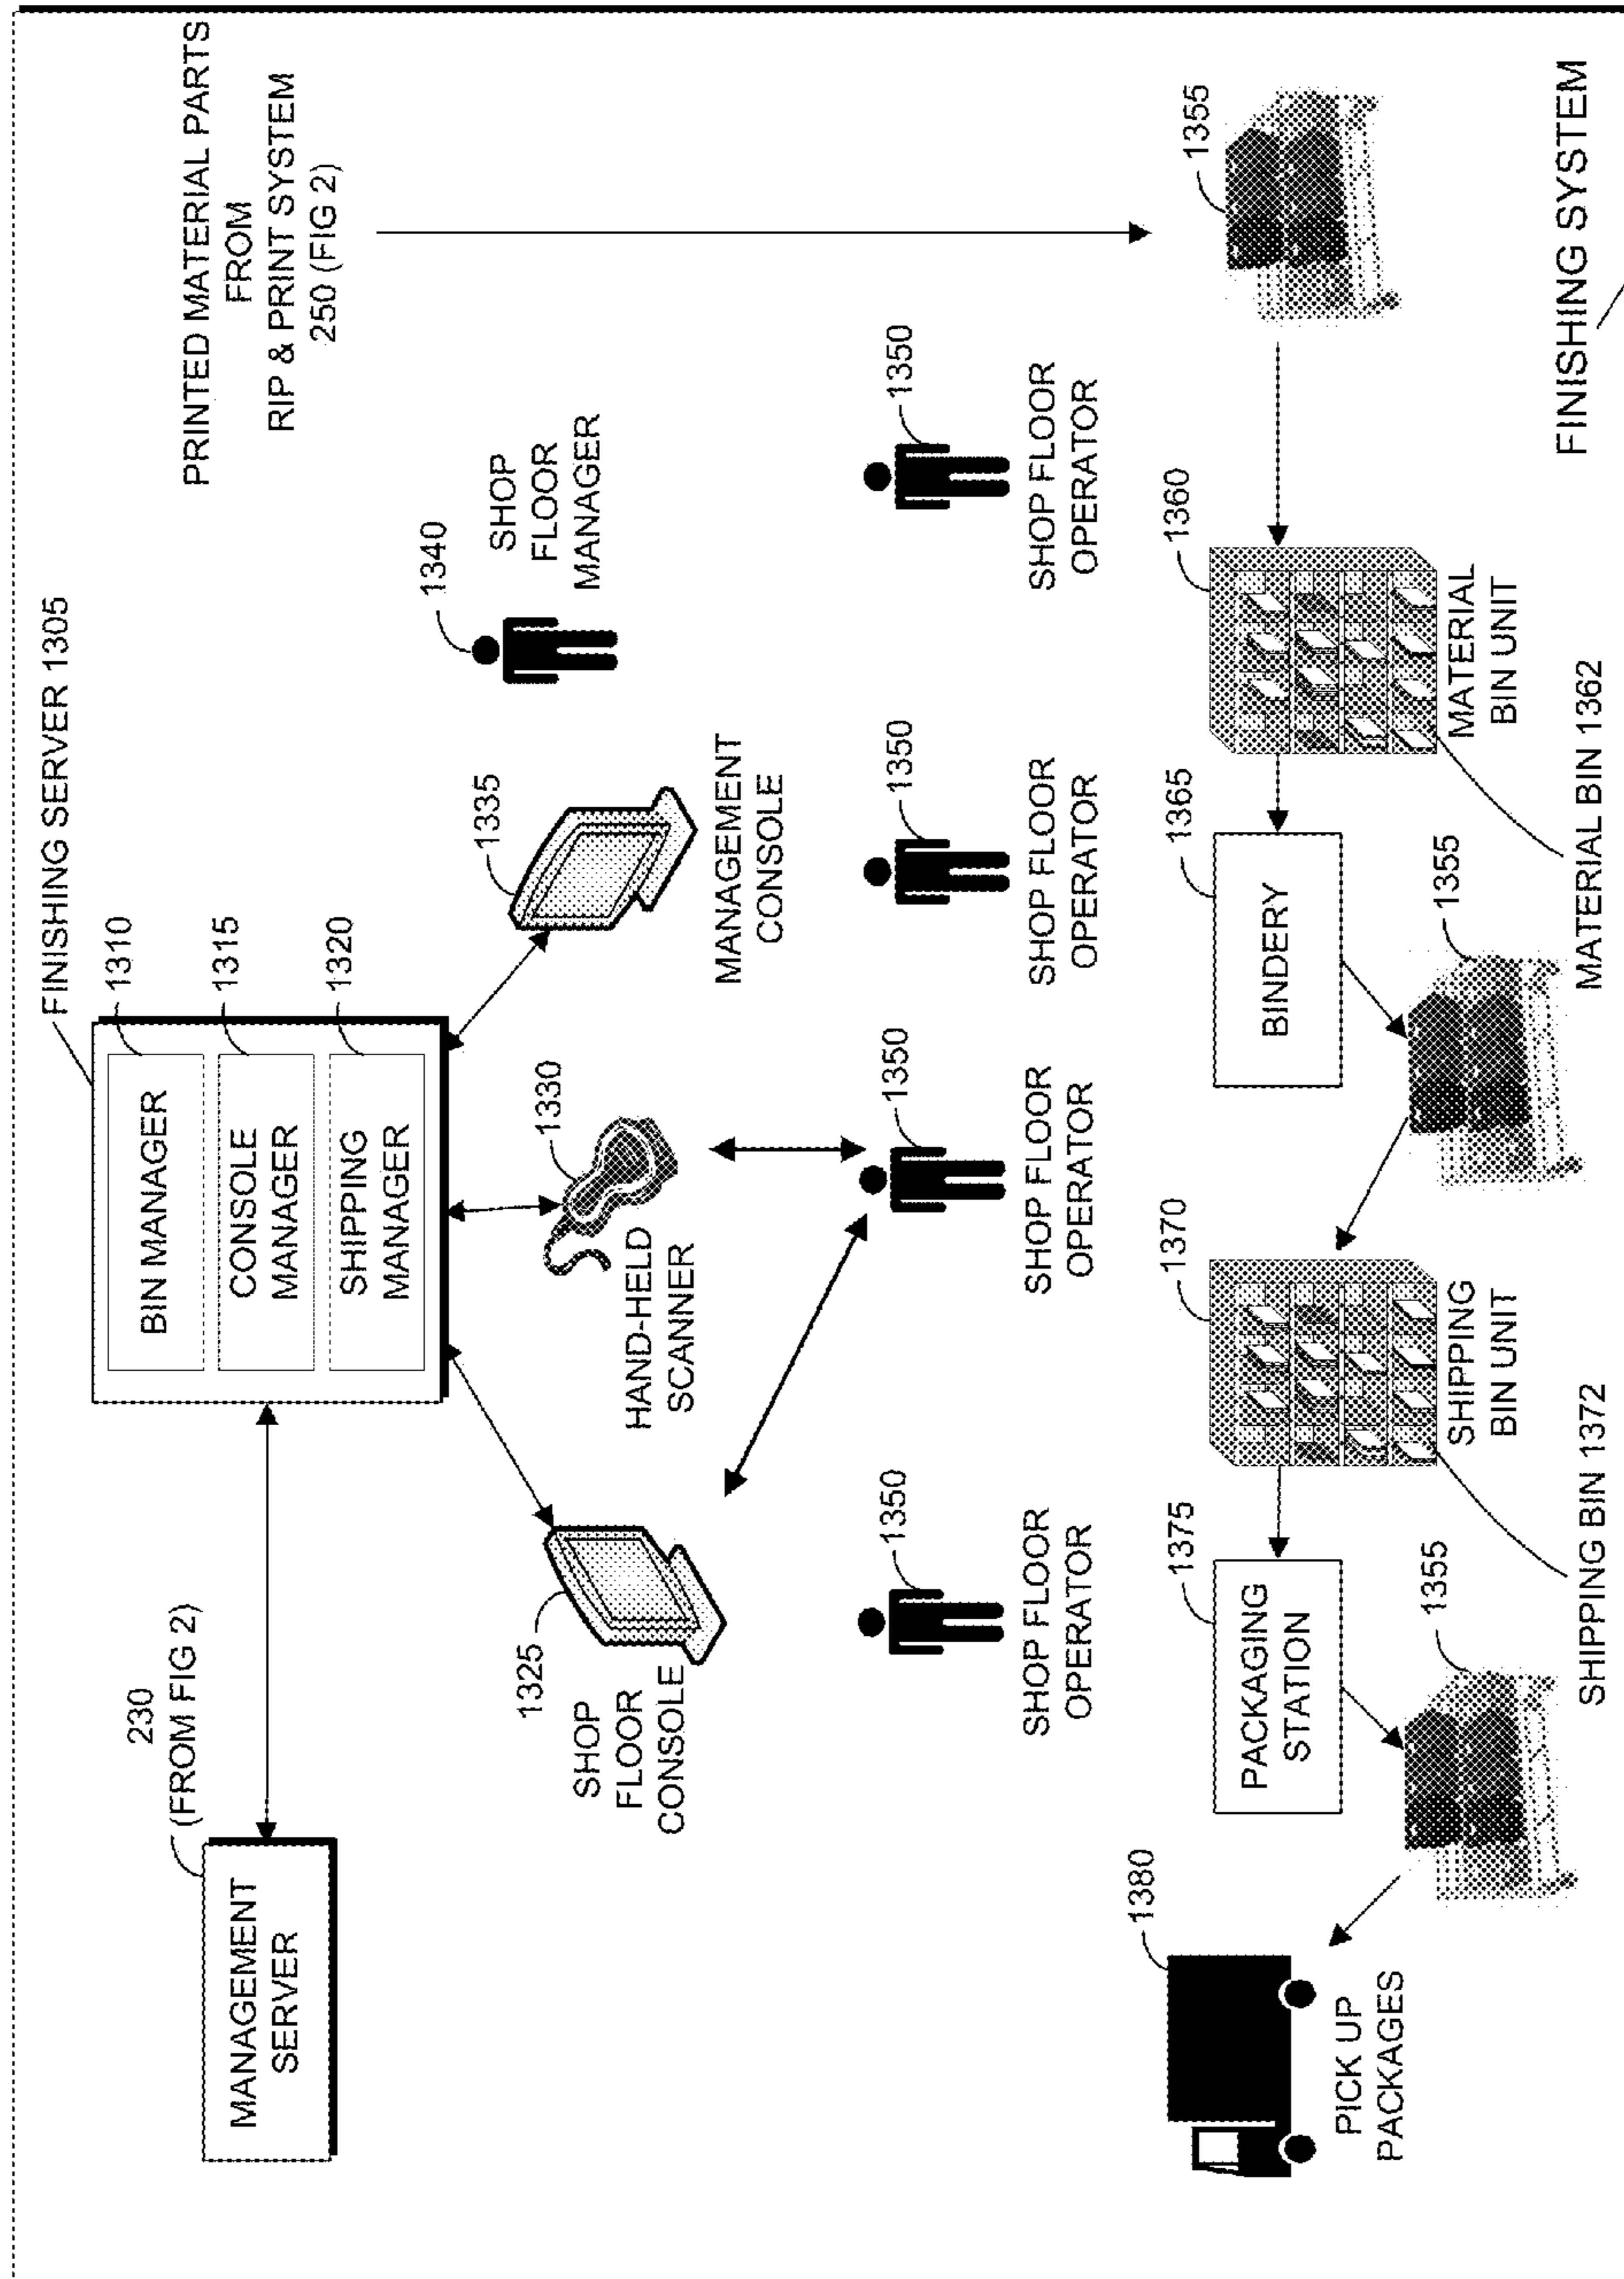 230
(FROM FIG 2)
MANAGEMENT
SERVER
FINISHING SERVER 1305
BIN MANAGER
1310
CONSOLE
MANAGER
1315
SHIPPING
MANAGER
1320
PRINTED MATERIAL PARTS
FROM
RIP & PRINT SYSTEM
250 (FIG 2)
1325
SHOP
FLOOR
CONSOLE
1330
HAND-HELD
SCANNER
1335
MANAGEMENT
CONSOLE
1340
SHOP
FLOOR
MANAGER
1350
SHOP FLOOR
OPERATOR
1350
SHOP FLOOR
OPERATOR
1350
SHOP FLOOR
OPERATOR
1350
SHOP FLOOR
OPERATOR
1380
PICK UP
PACKAGES
1375
PACKAGING
STATION
1355
1370
SHIPPING
BIN UNIT
SHIPPING BIN 1372
1365
BINDERY
1355
1360
MATERIAL
BIN UNIT
MATERIAL BIN 1362
1355
FINISHING SYSTEM